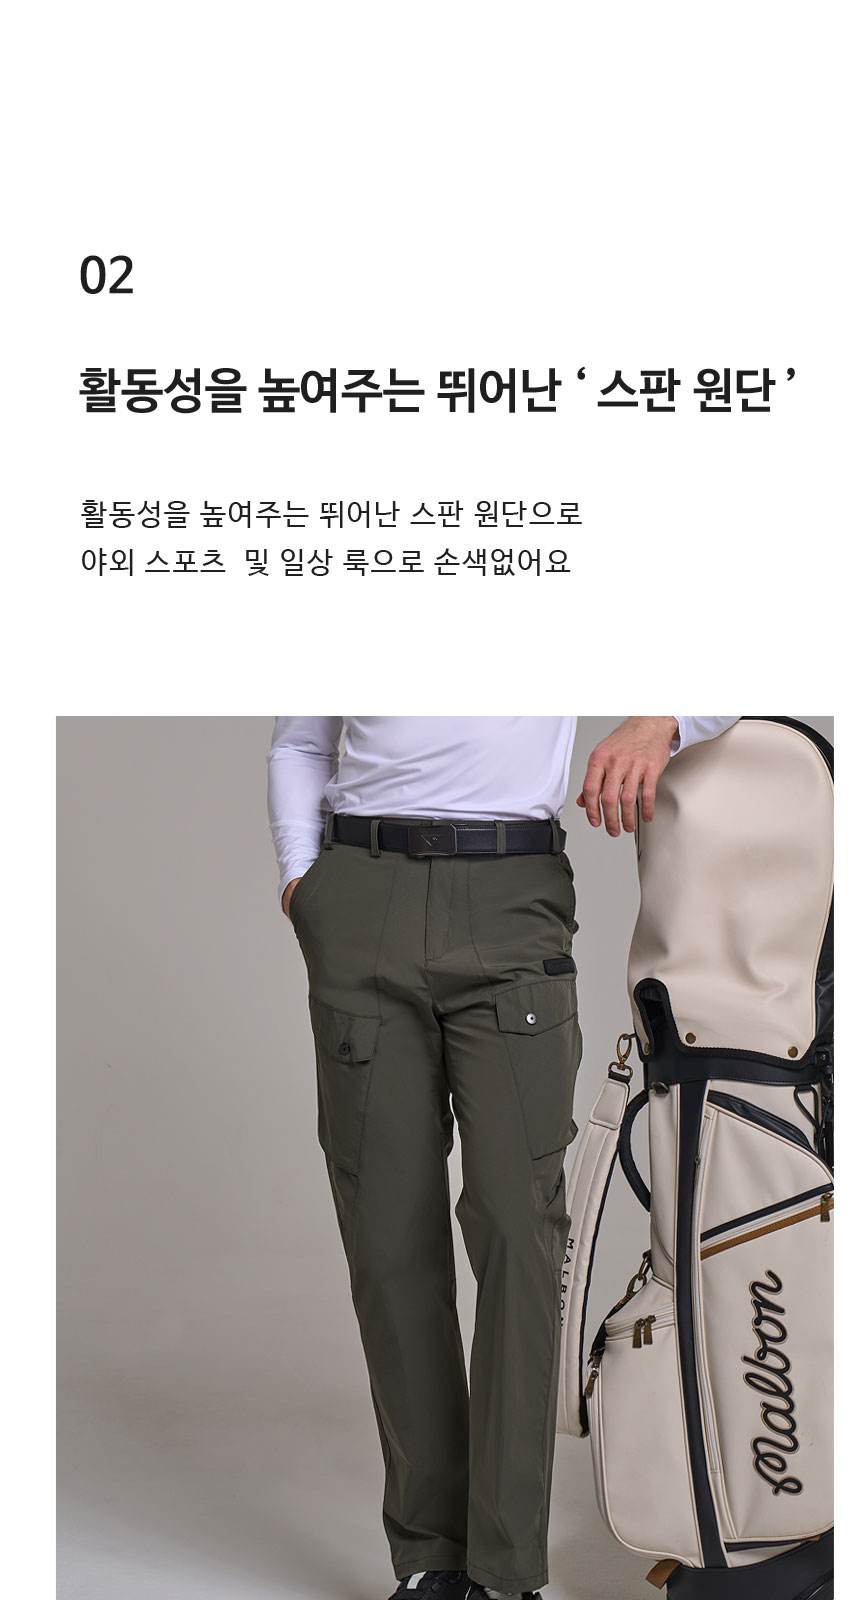 02
활동성을 높여주는 뛰어난 ‘ 스판 원단 ’
활동성을 높여주는 뛰어난 스판 원단으로
야외 스포츠 및 일상 룩으로 손색없어요
MALBON
Malbon